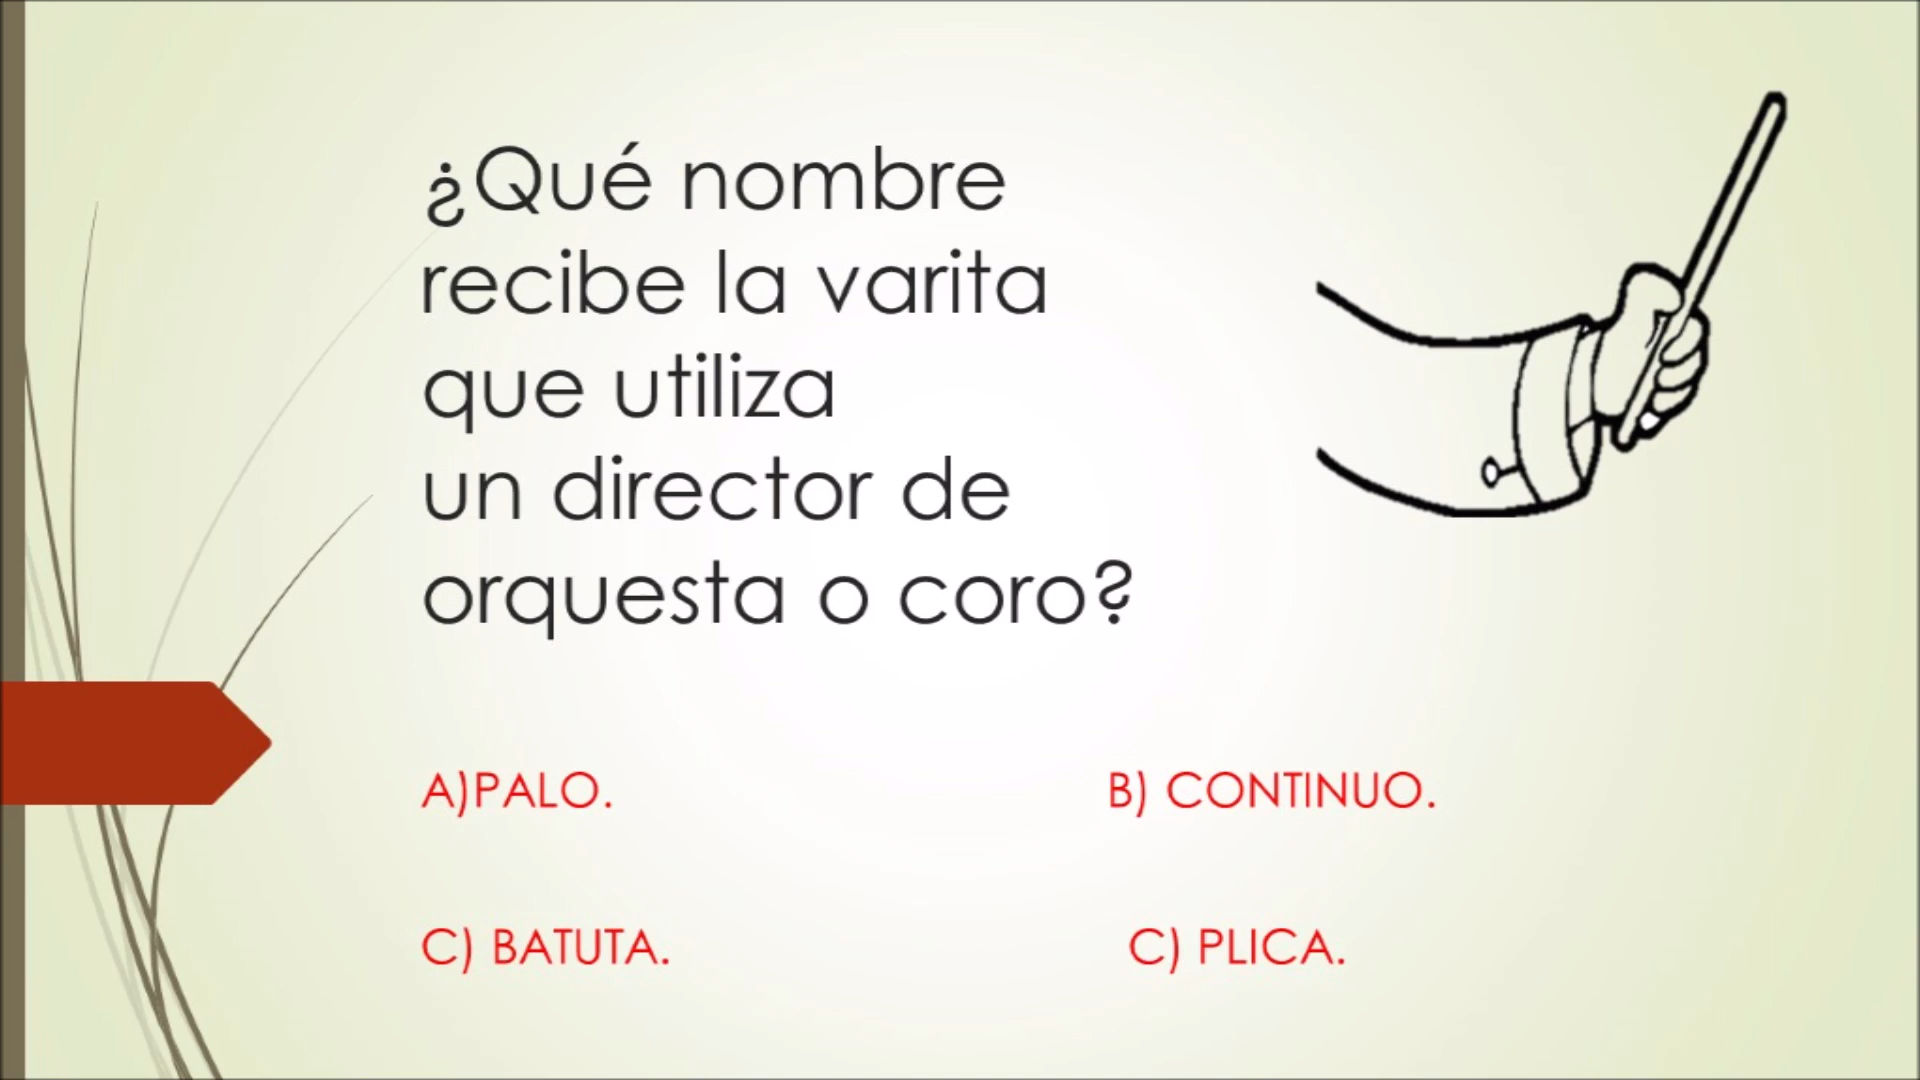 ¿Qué nombre
recibe la varita
que utiliza
un director de
orquesta o coro?
A)PALO.
B) CONTINUO.
C) BATUTA.
C) PLICA.